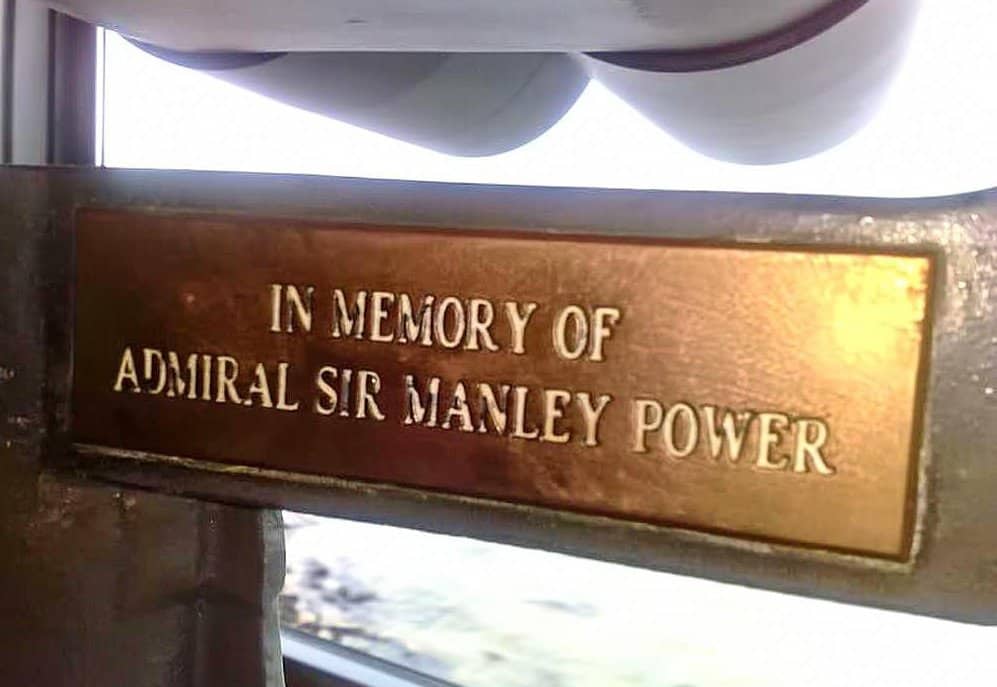 IN MEMORY OF
ADMIRAL SIR MANLEY POWER